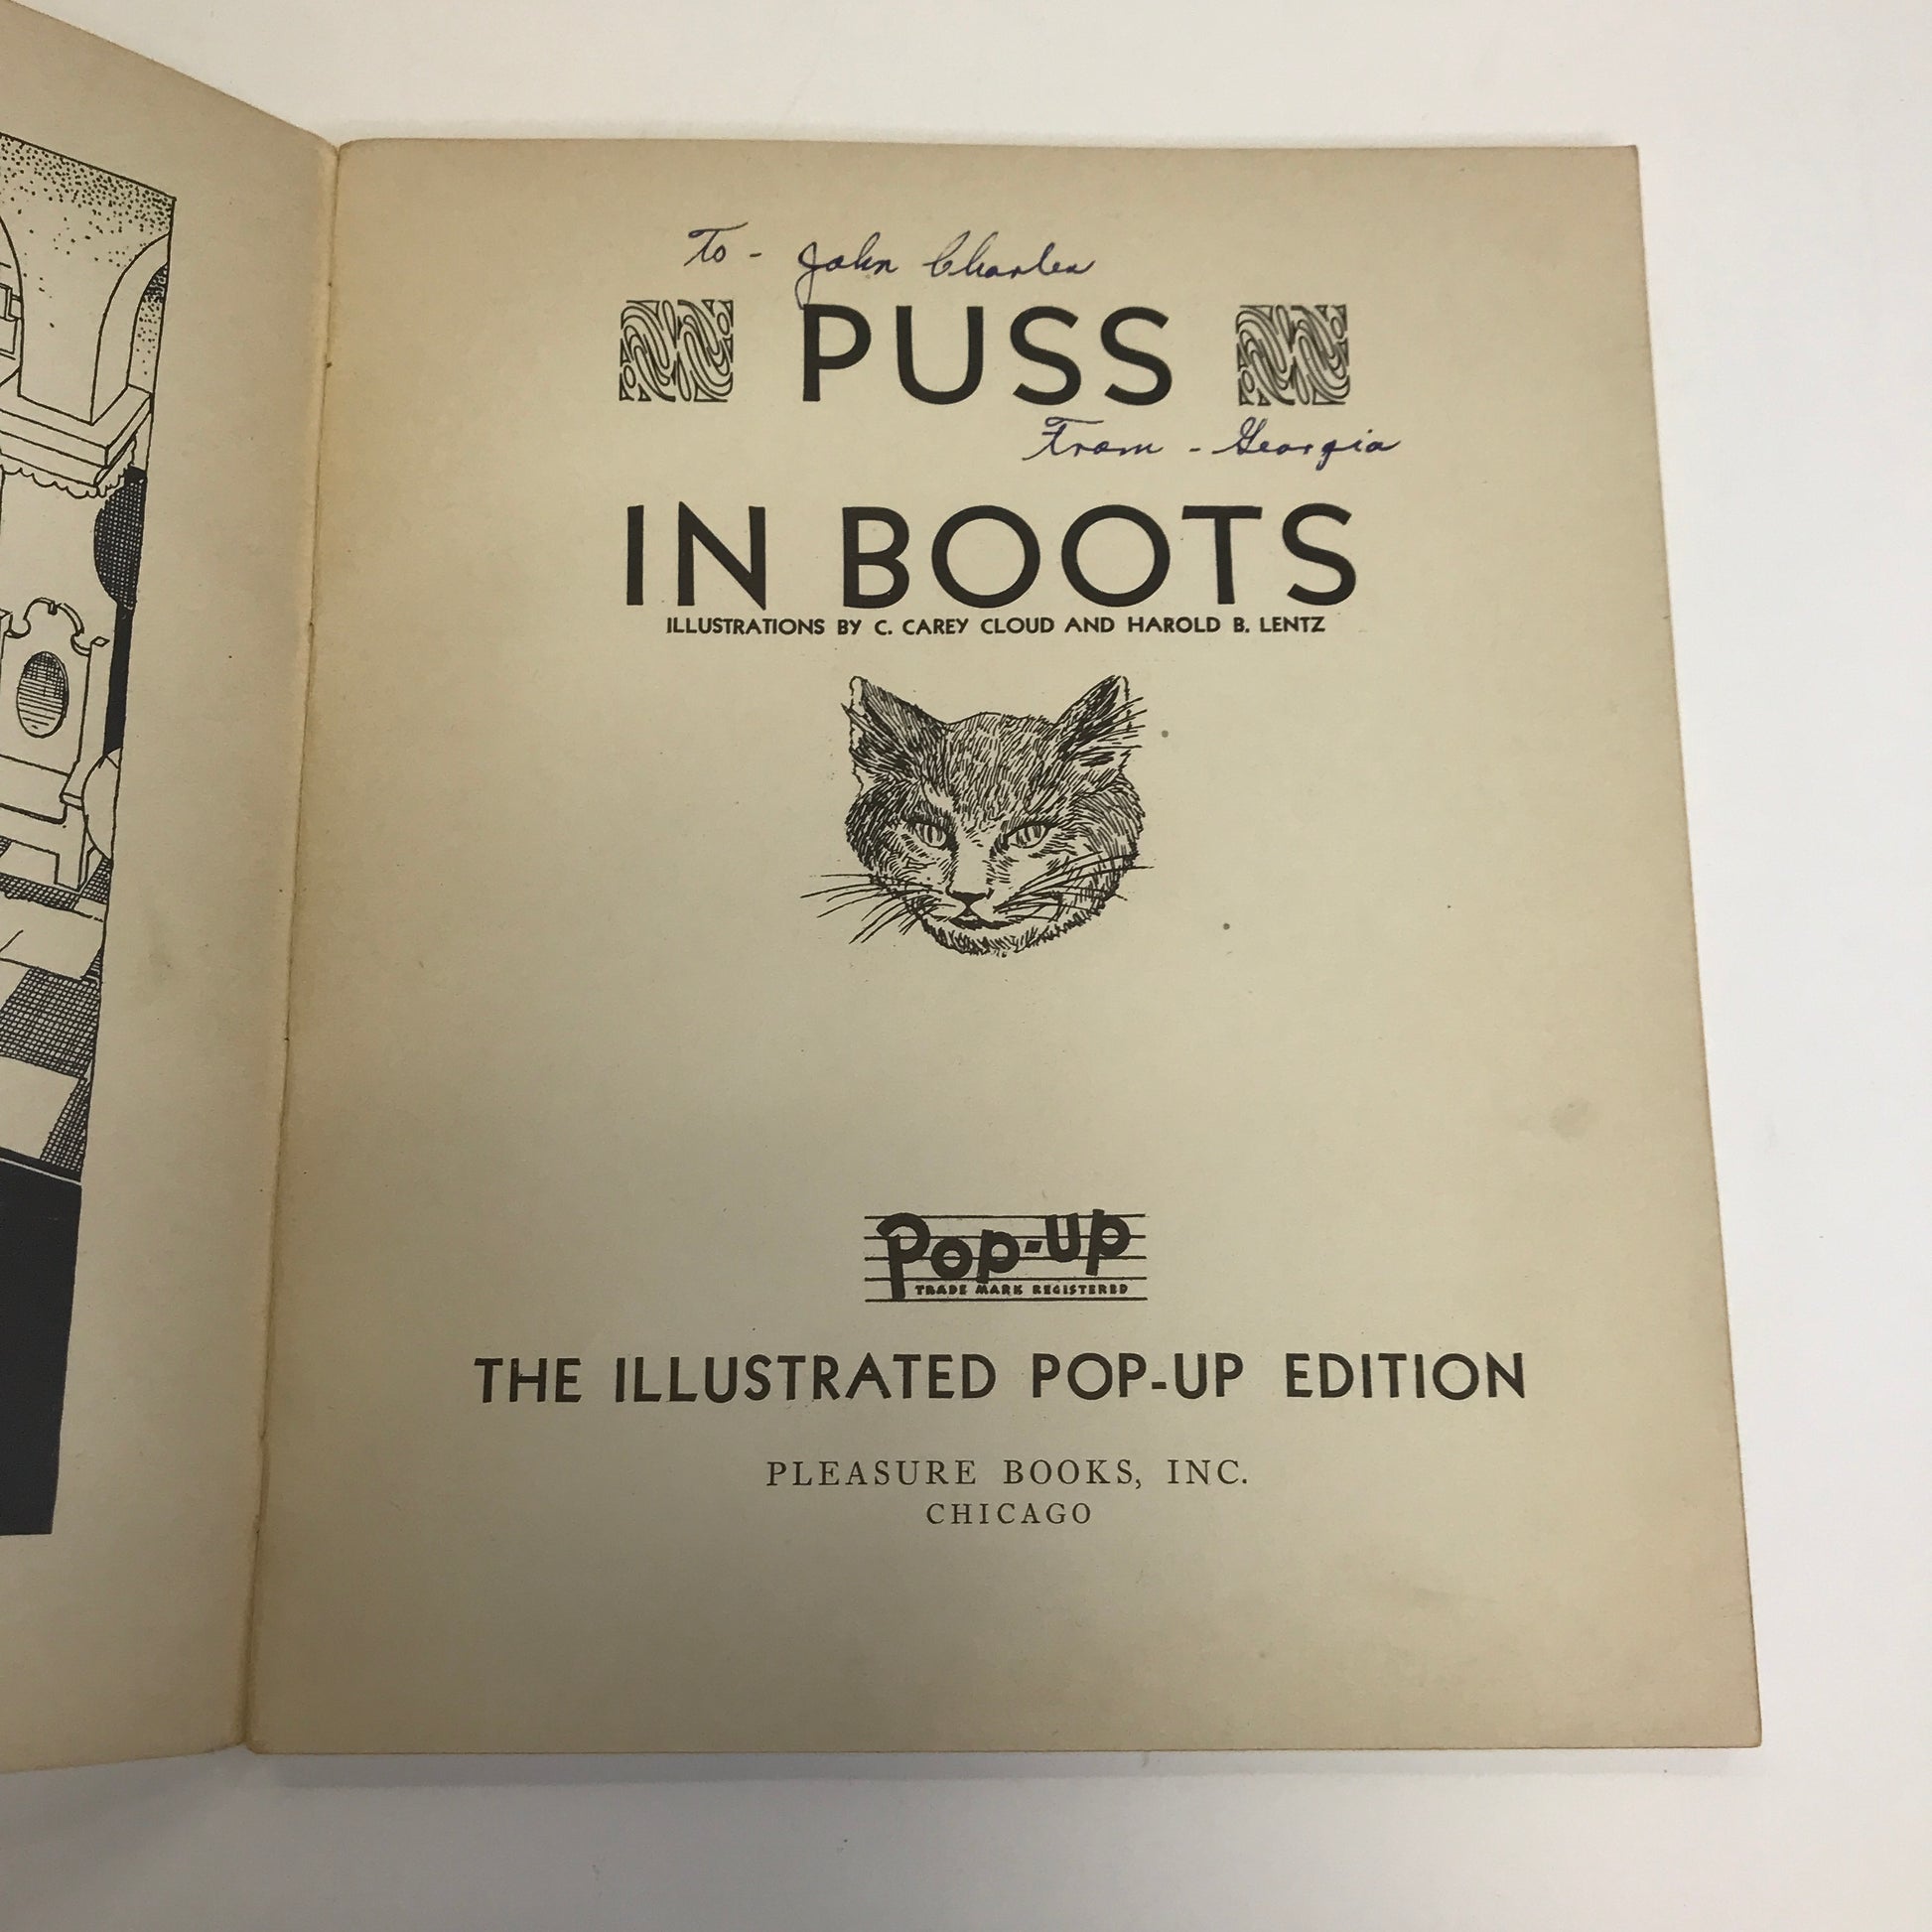 To - John Charles
PUSS
From - Georgia
IN BOOTS
ILLUSTRATIONS BY C. CAREY CLOUD AND HAROLD B. LENTZ
Pop-Up
TRADE MARK REGISTERED
THE ILLUSTRATED POP-UP EDITION
PLEASURE BOOKS, INC.
CHICAGO